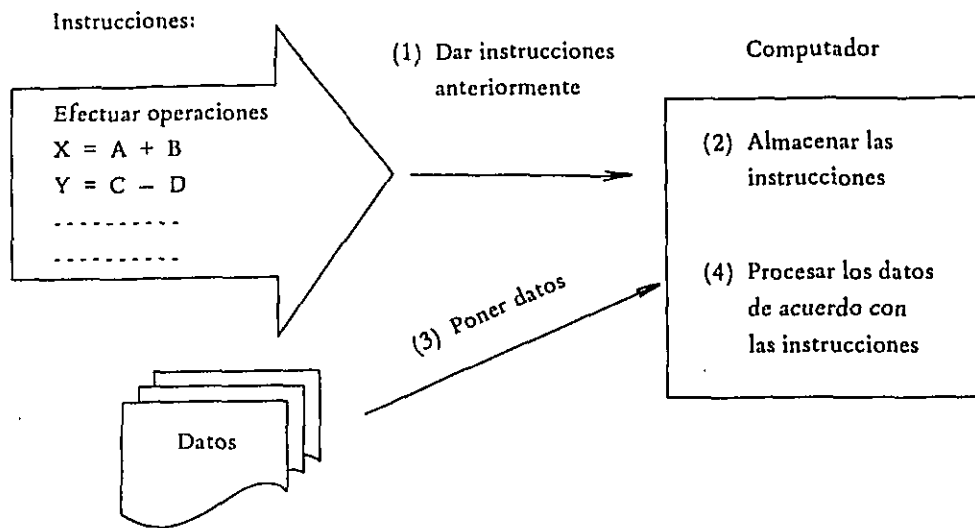 Instrucciones:
Efectuar operaciones
X = A + B
Y = C – D
- - - - - - - - - -
- - - - - - - - - -
(1) Dar instrucciones
anteriormente
Computador
(2) Almacenar las
instrucciones
(3) Poner datos
(4) Procesar los datos
de acuerdo con
las instrucciones
Datos